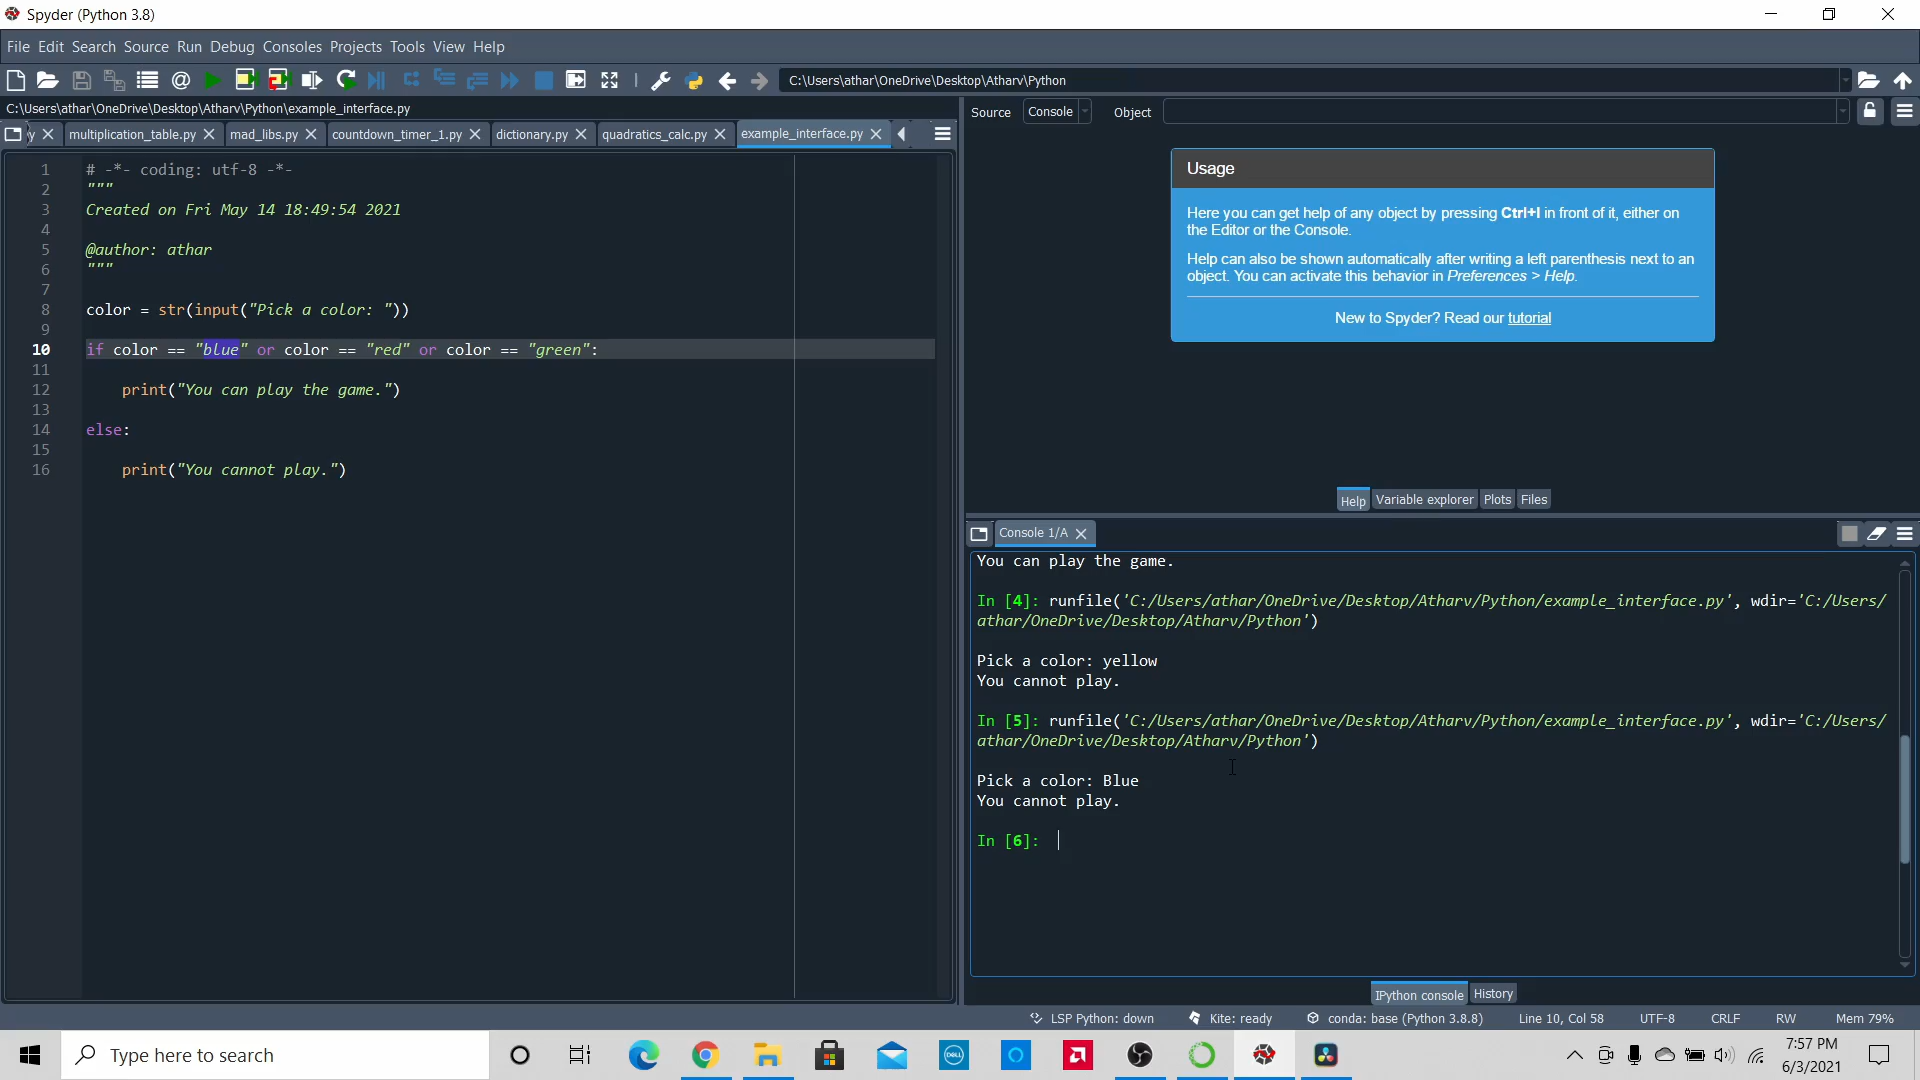 Spyder (Python 3.8)
File Edit Search Source Run Debug Consoles Projects Tools View Help
C:\Users\athar\OneDrive\Desktop\Atharv\Python
C:\Users\athar\OneDrive\Desktop\Atharv\Python\example_interface.py
y multiplication_table.py mad_libs.py countdown_timer_1.py dictionary.py quadratics_calc.py example_interface.py
1 # -*- coding: utf-8 -*-
2 """
3 Created on Fri May 14 18:49:54 2021
4
5 @author: athar
6 """
7
8 color = str(input("Pick a color: "))
9
10 if color == "blue" or color == "red" or color == "green":
11
12 print("You can play the game.")
13
14 else:
15
16 print("You cannot play.")
Source Console Object
Usage
Here you can get help of any object by pressing Ctrl+I in front of it, either on
the Editor or the Console.
Help can also be shown automatically after writing a left parenthesis next to an
object. You can activate this behavior in Preferences > Help.
New to Spyder? Read our tutorial
Help Variable explorer Plots Files
Console 1/A
You can play the game.
In [4]: runfile('C:/Users/athar/OneDrive/Desktop/Atharv/Python/example_interface.py', wdir='C:/Users/
athar/OneDrive/Desktop/Atharv/Python')
Pick a color: yellow
You cannot play.
In [5]: runfile('C:/Users/athar/OneDrive/Desktop/Atharv/Python/example_interface.py', wdir='C:/Users/
athar/OneDrive/Desktop/Atharv/Python')
Pick a color: Blue
You cannot play.
In [6]:
IPython console History
LSP Python: down Kite: ready conda: base (Python 3.8.8) Line 10, Col 58 UTF-8 CRLF RW Mem 79%
Type here to search
DELL
7:57 PM
6/3/2021